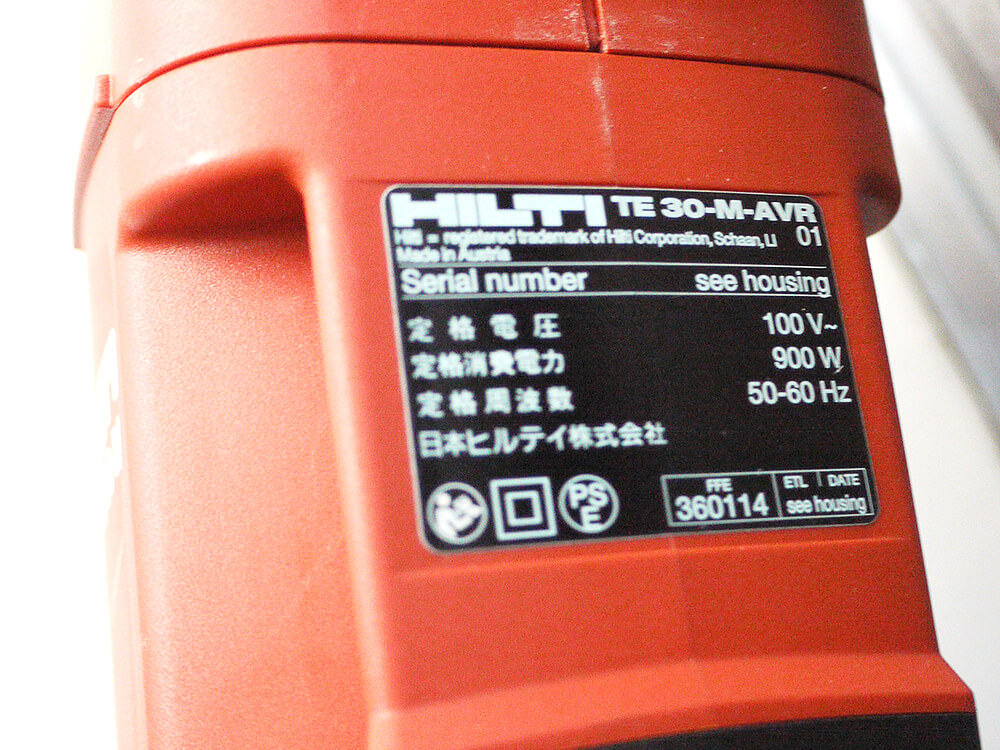 HILTI TE 30-M-AVR
Hilti = registered trademark of Hilti Corporation, Schaan, LI 01
Made in Austria
Serial number see housing
定格電圧 100 V~
定格消費電力 900 W
定格周波数 50-60 Hz
日本ヒルテイ株式会社
PS E
FFE ETL DATE
360114 see housing